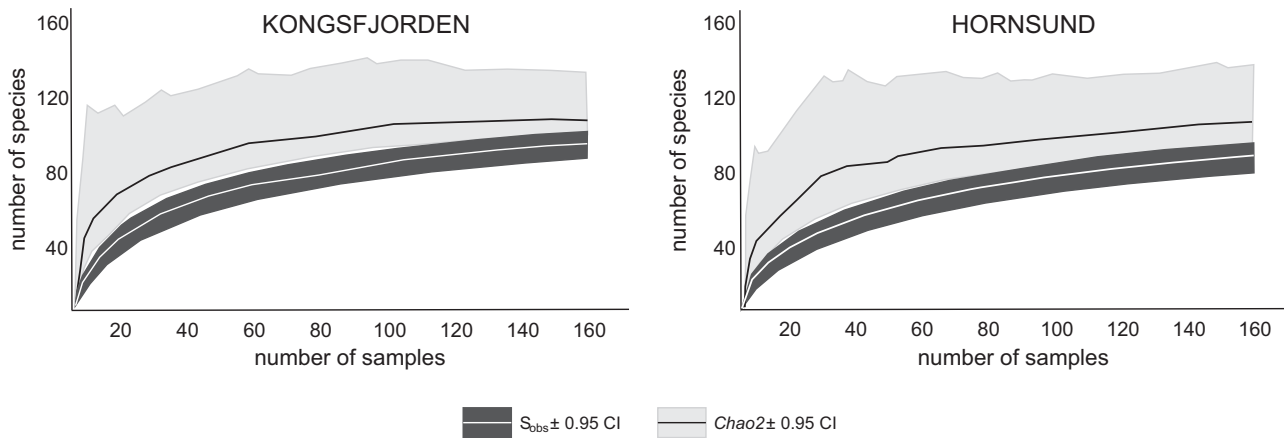 KONGSFJORDEN
160
120
80
40
number of species
20 40 60 80 100 120 140 160
number of samples
HORNSUND
160
120
80
40
number of species
20 40 60 80 100 120 140 160
number of samples
Sobs± 0.95 CI
Chao2± 0.95 CI